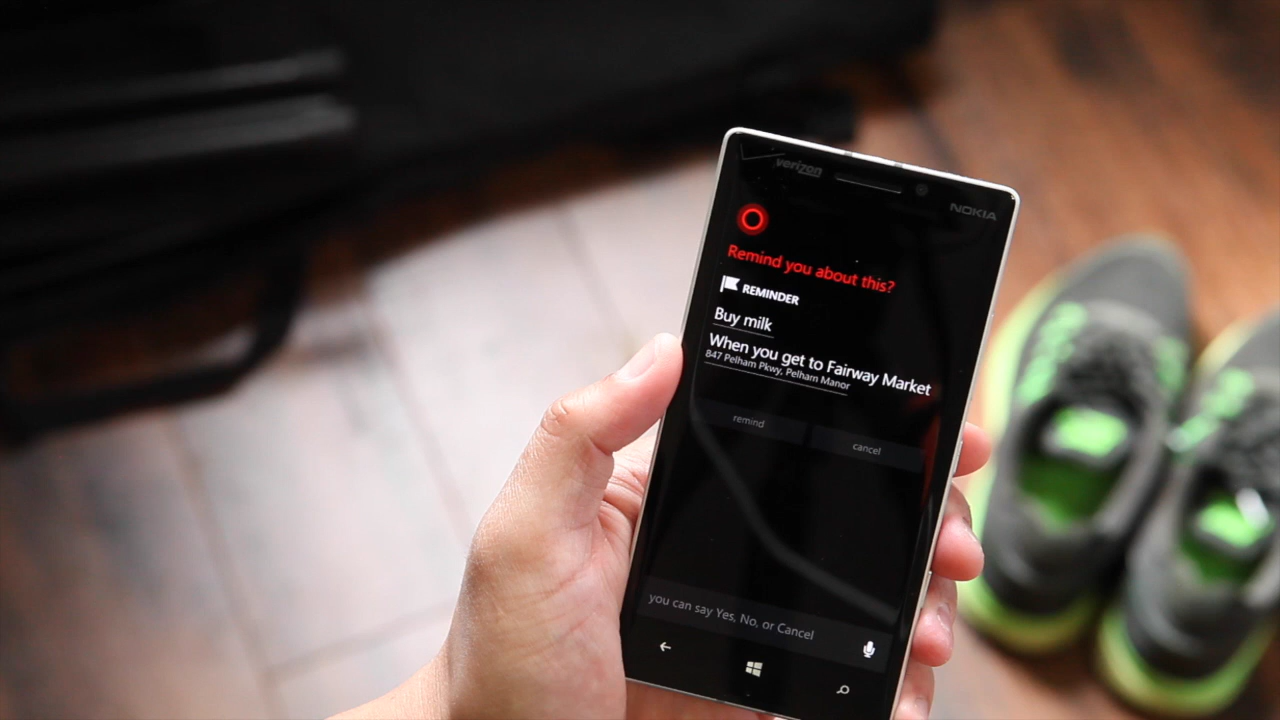 verizon
NOKIA
Remind you about this?
REMINDER
Buy milk
When you get to Fairway Market
847 Pelham Pkwy, Pelham Manor
remind
cancel
you can say Yes, No, or Cancel